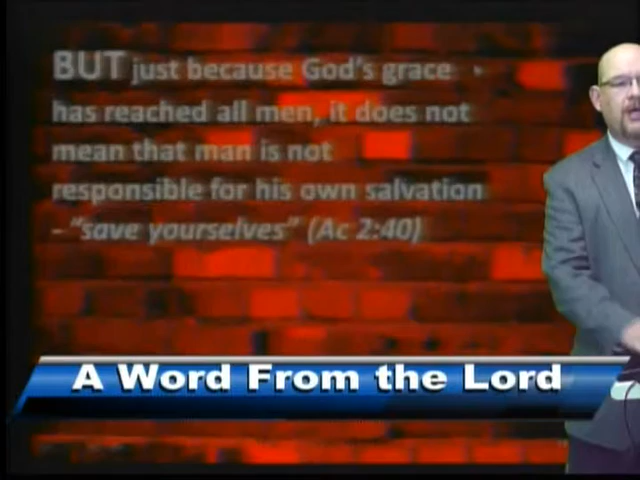 BUT just because God's grace
has reached all men, it does not
mean that man is not
responsible for his own salvation
- "save yourselves" (Ac 2:40)
A Word From the Lord